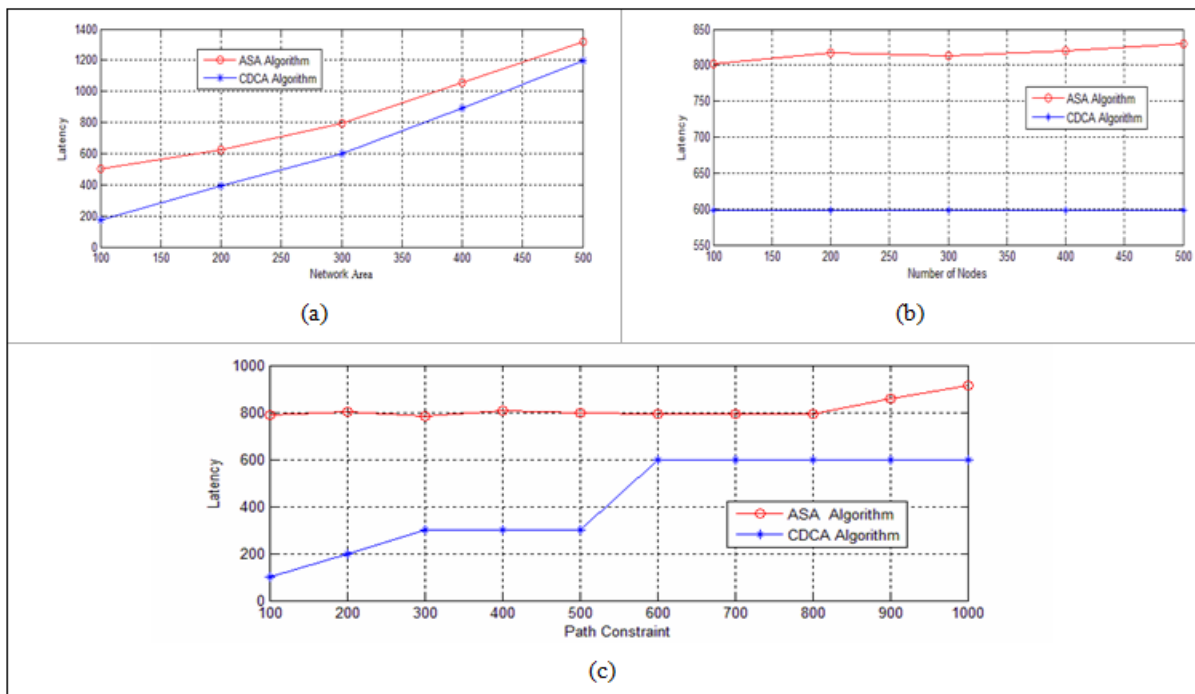 1400
1200
1000
800
600
400
200
0
Latency
ASA Algorithm
CDCA Algorithm
100 150 200 250 300 350 400 450 500
Network Area
(a)
850
800
750
700
650
600
550
Latency
ASA Algorithm
CDCA Algorithm
100 150 200 250 300 350 400 450 500
Number of Nodes
(b)
1000
800
600
400
200
0
Latency
ASA Algorithm
CDCA Algorithm
100 200 300 400 500 600 700 800 900 1000
Path Constraint
(c)